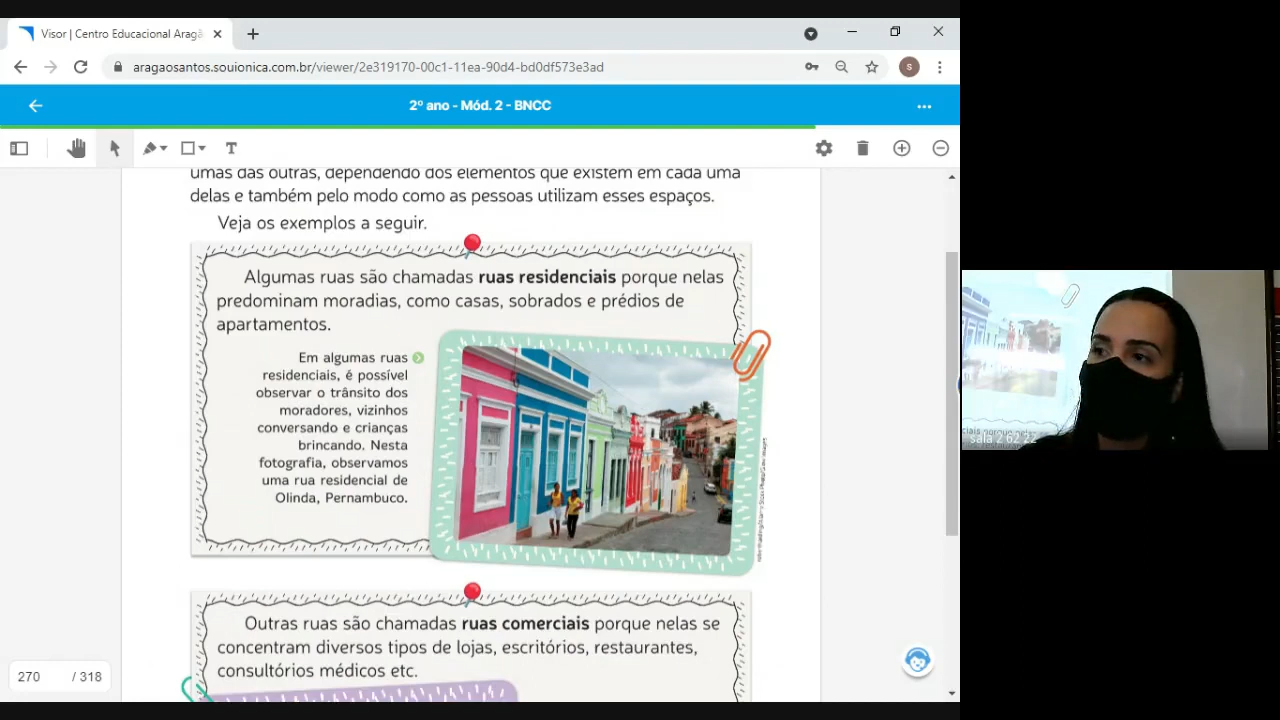 Visor | Centro Educacional Aragã
aragaosantos.souionica.com.br/viewer/2e319170-00c1-11ea-90d4-bd0df573e3ad
S
2º ano - Mód. 2 - BNCC
T
umas das outras, dependendo dos elementos que existem em cada uma
delas e também pelo modo como as pessoas utilizam esses espaços.
Veja os exemplos a seguir.
Algumas ruas são chamadas ruas residenciais porque nelas
predominam moradias, como casas, sobrados e prédios de
apartamentos.
Em algumas ruas
residenciais, é possível
observar o trânsito dos
moradores, vizinhos
conversando e crianças
brincando. Nesta
fotografia, observamos
uma rua residencial de
Olinda, Pernambuco.
Outras ruas são chamadas ruas comerciais porque nelas se
concentram diversos tipos de lojas, escritórios, restaurantes,
consultórios médicos etc.
270 / 318
sala 2 62 22